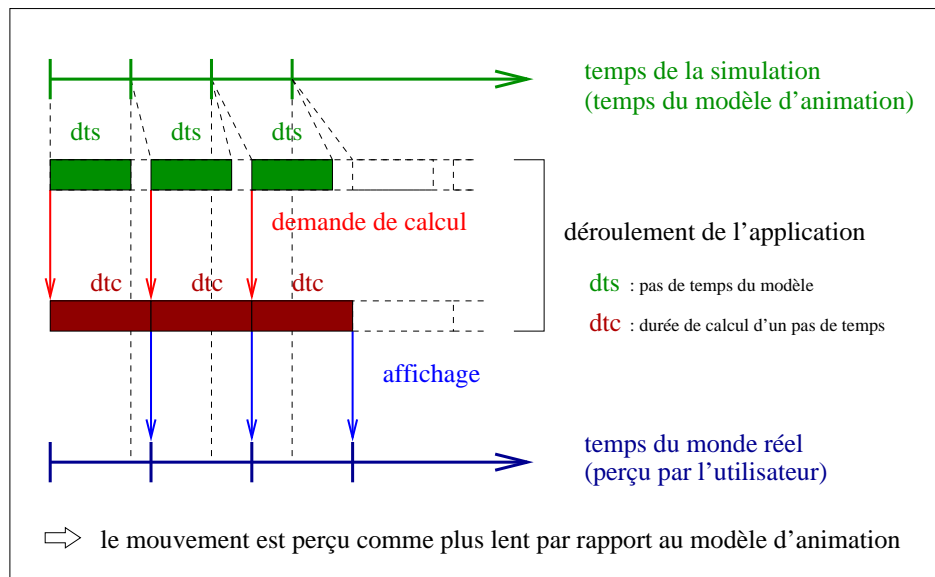 temps de la simulation
(temps du modèle d'animation)
dts dts dts
demande de calcul
déroulement de l'application
dtc dtc dtc
dts : pas de temps du modèle
dtc : durée de calcul d'un pas de temps
affichage
temps du monde réel
(perçu par l'utilisateur)
le mouvement est perçu comme plus lent par rapport au modèle d'animation